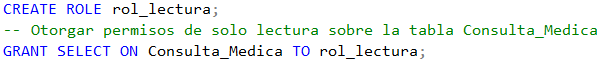 CREATE ROLE rol_lectura;
-- Otorgar permisos de solo lectura sobre la tabla Consulta_Medica
GRANT SELECT ON Consulta_Medica TO rol_lectura;